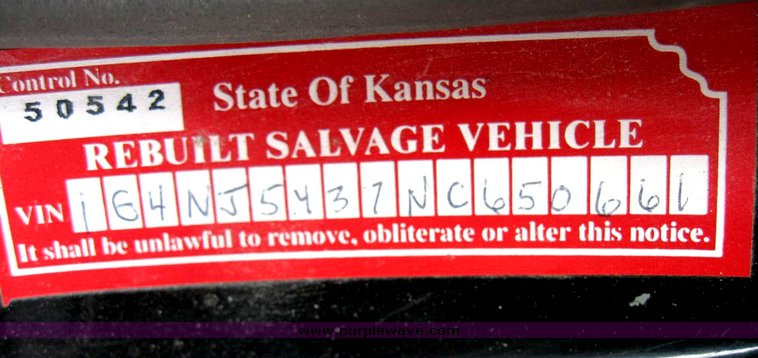 Control No.
50542
State Of Kansas
REBUILT SALVAGE VEHICLE
VIN 1G4NJ5437NC650661
It shall be unlawful to remove, obliterate or alter this notice.
www.purplewave.com